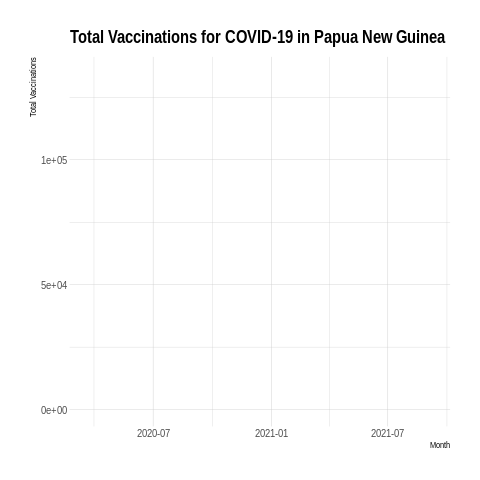 Total Vaccinations for COVID-19 in Papua New Guinea
Total Vaccinations
1e+05
5e+04
0e+00
2020-07
2021-01
2021-07
Month